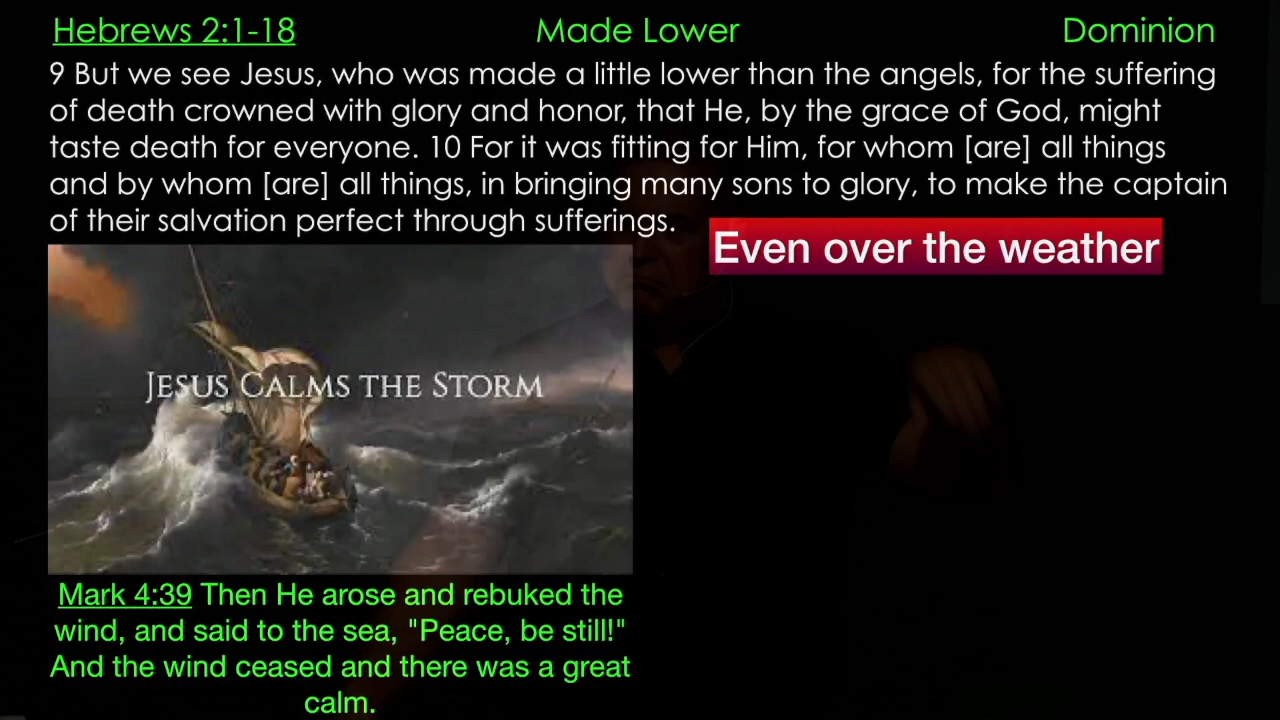 Hebrews 2:1-18 Made Lower Dominion
9 But we see Jesus, who was made a little lower than the angels, for the suffering
of death crowned with glory and honor, that He, by the grace of God, might
taste death for everyone. 10 For it was fitting for Him, for whom [are] all things
and by whom [are] all things, in bringing many sons to glory, to make the captain
of their salvation perfect through sufferings.
Even over the weather
JESUS CALMS THE STORM
Mark 4:39 Then He arose and rebuked the
wind, and said to the sea, "Peace, be still!"
And the wind ceased and there was a great
calm.